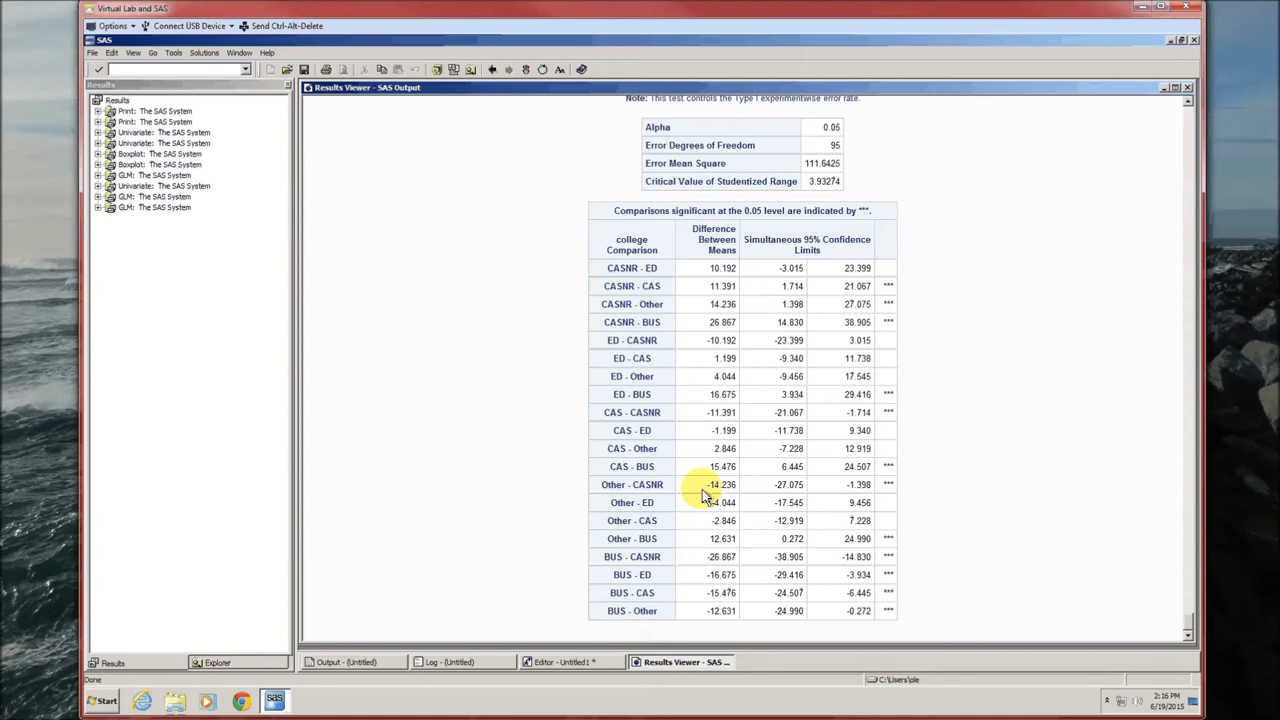 Virtual Lab and SAS
Options Connect USB Device Send Ctrl-Alt-Delete
SAS
File Edit View Go Tools Solutions Window Help
Results
Results Viewer - SAS Output
Results
Print: The SAS System
Print: The SAS System
Univariate: The SAS System
Univariate: The SAS System
Boxplot: The SAS System
Boxplot: The SAS System
GLM: The SAS System
Univariate: The SAS System
GLM: The SAS System
GLM: The SAS System
Note: This test controls the Type I experimentwise error rate.
Alpha 0.05
Error Degrees of Freedom 95
Error Mean Square 111.6425
Critical Value of Studentized Range 3.93274
Comparisons significant at the 0.05 level are indicated by ***.
college Comparison Difference Between Means Simultaneous 95% Confidence Limits
CASNR - ED 10.192 -3.015 23.399
CASNR - CAS 11.391 1.714 21.067 ***
CASNR - Other 14.236 1.398 27.075 ***
CASNR - BUS 26.867 14.830 38.905 ***
ED - CASNR -10.192 -23.399 3.015
ED - CAS 1.199 -9.340 11.738
ED - Other 4.044 -9.456 17.545
ED - BUS 16.675 3.934 29.416 ***
CAS - CASNR -11.391 -21.067 -1.714 ***
CAS - ED -1.199 -11.738 9.340
CAS - Other 2.846 -7.228 12.919
CAS - BUS 15.476 6.445 24.507 ***
Other - CASNR -14.236 -27.075 -1.398 ***
Other - ED 4.044 -17.545 9.456
Other - CAS -2.846 -12.919 7.228
Other - BUS 12.631 0.272 24.990 ***
BUS - CASNR -26.867 -38.905 -14.830 ***
BUS - ED -16.675 -29.416 -3.934 ***
BUS - CAS -15.476 -24.507 -6.445 ***
BUS - Other -12.631 -24.990 -0.272 ***
Results Explorer Output - (Untitled) Log - (Untitled) Editor - Untitled1 * Results Viewer - SAS ...
Done C:\Users\ple
Start sas 2:16 PM
6/19/2015